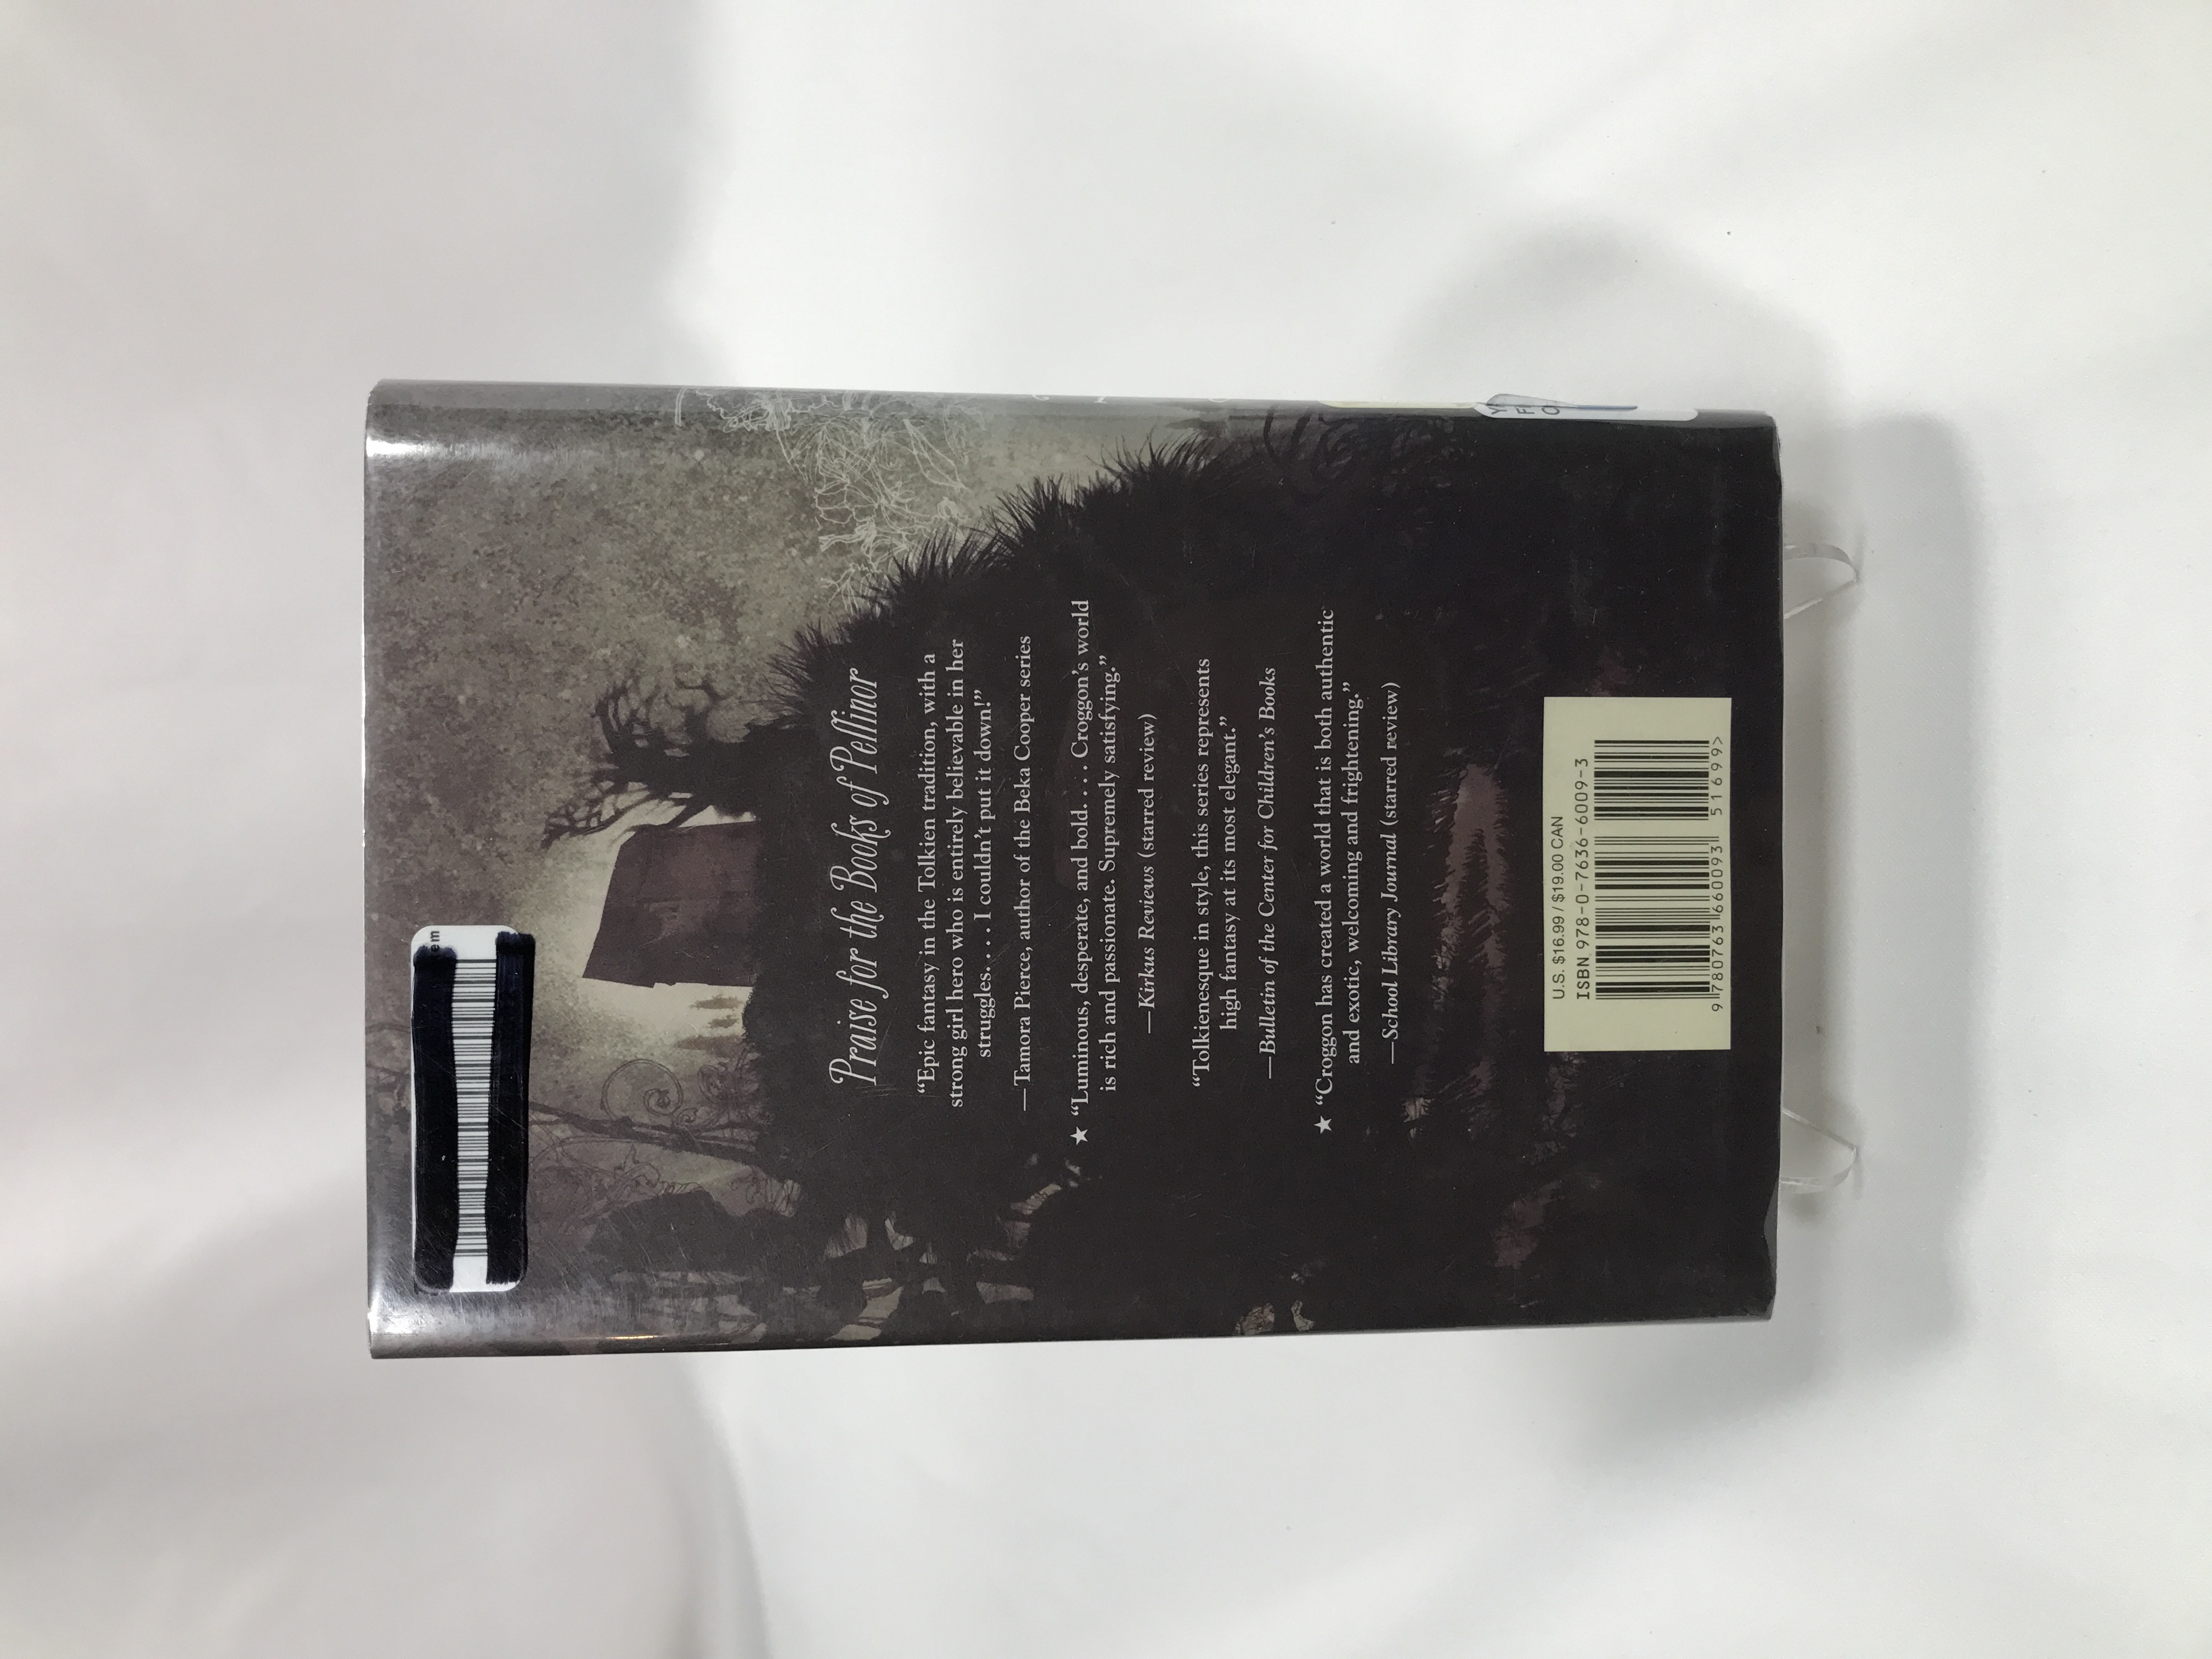 em
Praise for the Books of Pellinor
“Epic fantasy in the Tolkien tradition, with a
strong girl hero who is entirely believable in her
struggles. . . . I couldn’t put it down!”
—Tamora Pierce, author of the Beka Cooper series
★ “Luminous, desperate, and bold. . . . Croggon’s world
is rich and passionate. Supremely satisfying.”
—Kirkus Reviews (starred review)
“Tolkienesque in style, this series represents
high fantasy at its most elegant.”
—Bulletin of the Center for Children’s Books
★ “Croggon has created a world that is both authentic
and exotic, welcoming and frightening.”
—School Library Journal (starred review)
U.S. $16.99 / $19.00 CAN
ISBN 978-0-7636-6009-3
9 780763 660093 51699>